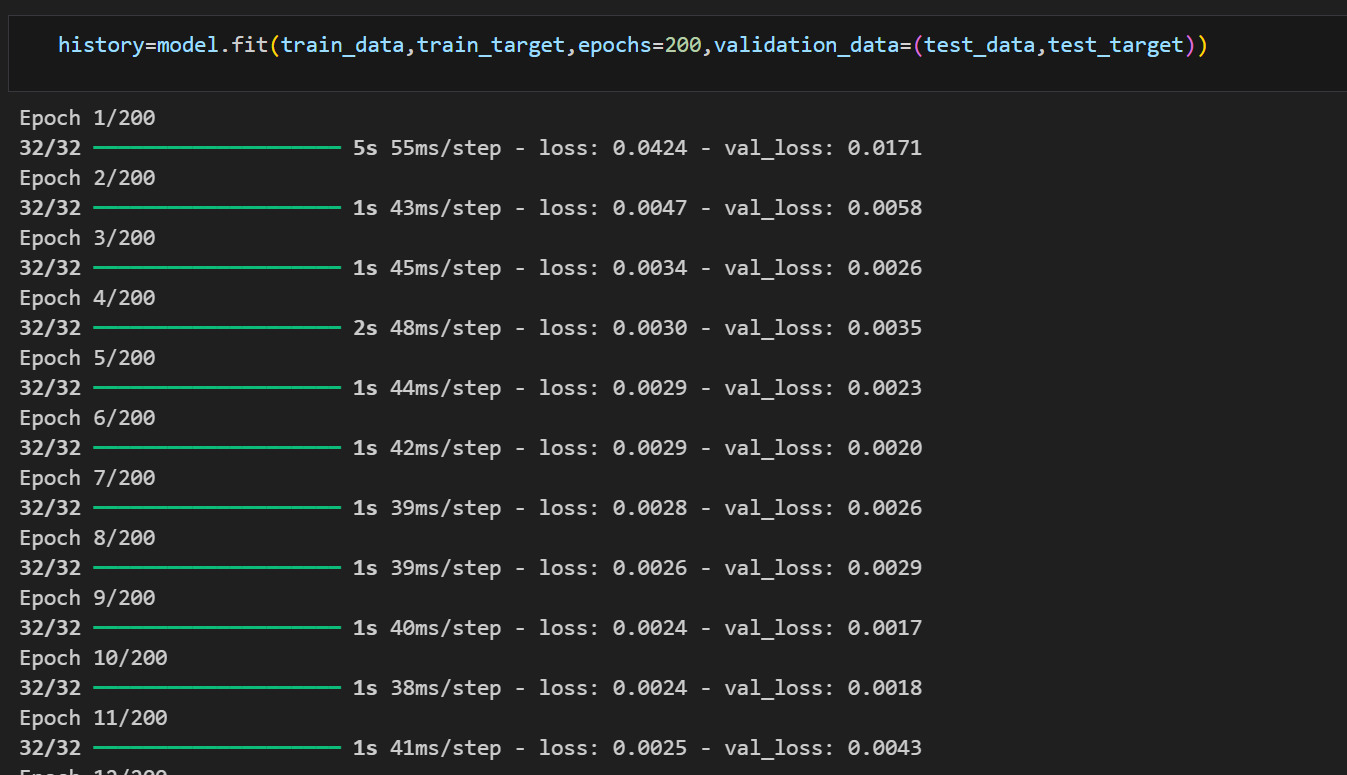 history=model.fit(train_data,train_target,epochs=200,validation_data=(test_data,test_target))
Epoch 1/200
32/32 ━━━━━━━━━━━━━━━━━━━━ 5s 55ms/step - loss: 0.0424 - val_loss: 0.0171
Epoch 2/200
32/32 ━━━━━━━━━━━━━━━━━━━━ 1s 43ms/step - loss: 0.0047 - val_loss: 0.0058
Epoch 3/200
32/32 ━━━━━━━━━━━━━━━━━━━━ 1s 45ms/step - loss: 0.0034 - val_loss: 0.0026
Epoch 4/200
32/32 ━━━━━━━━━━━━━━━━━━━━ 2s 48ms/step - loss: 0.0030 - val_loss: 0.0035
Epoch 5/200
32/32 ━━━━━━━━━━━━━━━━━━━━ 1s 44ms/step - loss: 0.0029 - val_loss: 0.0023
Epoch 6/200
32/32 ━━━━━━━━━━━━━━━━━━━━ 1s 42ms/step - loss: 0.0029 - val_loss: 0.0020
Epoch 7/200
32/32 ━━━━━━━━━━━━━━━━━━━━ 1s 39ms/step - loss: 0.0028 - val_loss: 0.0026
Epoch 8/200
32/32 ━━━━━━━━━━━━━━━━━━━━ 1s 39ms/step - loss: 0.0026 - val_loss: 0.0029
Epoch 9/200
32/32 ━━━━━━━━━━━━━━━━━━━━ 1s 40ms/step - loss: 0.0024 - val_loss: 0.0017
Epoch 10/200
32/32 ━━━━━━━━━━━━━━━━━━━━ 1s 38ms/step - loss: 0.0024 - val_loss: 0.0018
Epoch 11/200
32/32 ━━━━━━━━━━━━━━━━━━━━ 1s 41ms/step - loss: 0.0025 - val_loss: 0.0043
Epoch 12/200